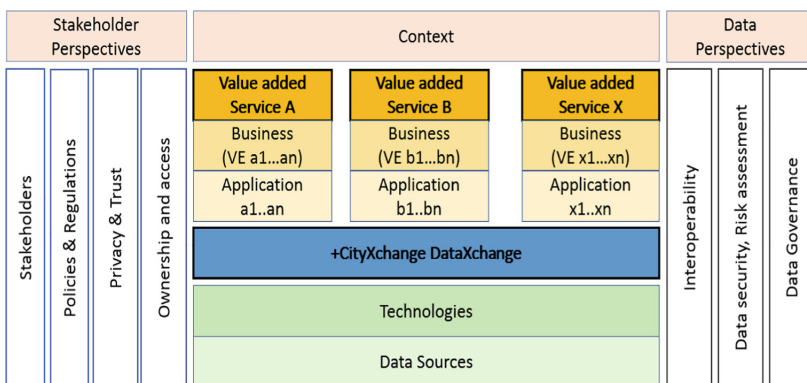 Stakeholder
Perspectives
Context
Data
Perspectives
Stakeholders
Policies & Regulations
Privacy & Trust
Ownership and access
Value added
Service A
Business
(VE a1...an)
Application
a1..an
Value added
Service B
Business
(VE b1...bn)
Application
b1..bn
Value added
Service X
Business
(VE x1...xn)
Application
x1..xn
+CityXchange DataXchange
Technologies
Data Sources
Interoperability
Data security, Risk assessment
Data Governance